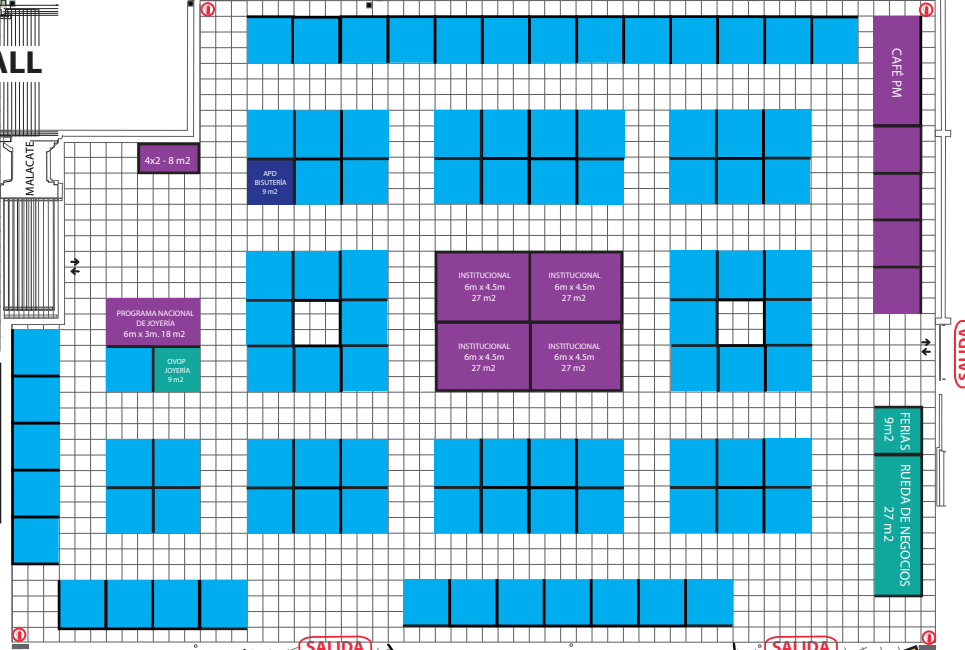 ALL
MALACATE
4x2 - 8 m2
CAFÉ PM
APD
BISUTERÍA
9 m2
INSTITUCIONAL
6m x 4.5m
27 m2
INSTITUCIONAL
6m x 4.5m
27 m2
INSTITUCIONAL
6m x 4.5m
27 m2
INSTITUCIONAL
6m x 4.5m
27 m2
PROGRAMA NACIONAL
DE JOYERÍA
6m x 3m. 18 m2
OVOP
JOYERÍA
9 m2
SALIDA
FERIAS
9m2
RUEDA DE NEGOCIOS
27 m2
SALIDA
SALIDA